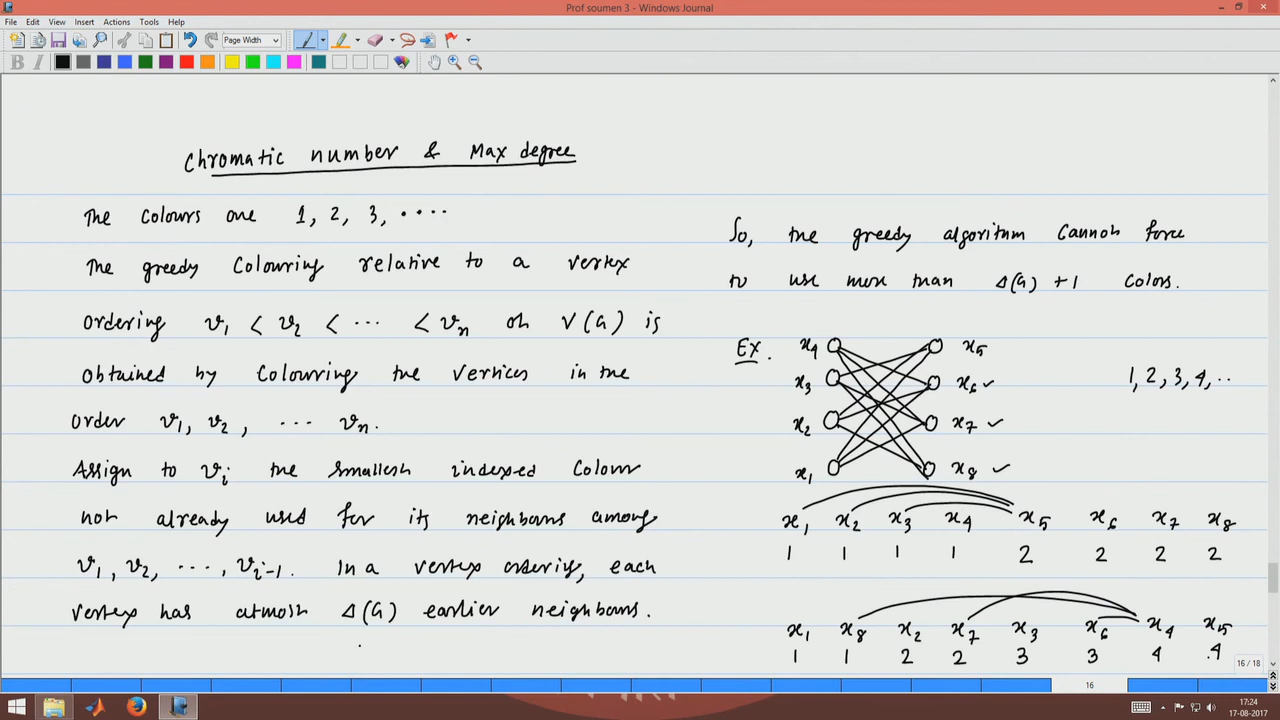 Prof soumen 3 - Windows Journal
File Edit View Insert Actions Tools Help
Page Width
Chromatic number & Max degree
The Colours are 1, 2, 3, ....
The greedy Colouring relative to a vertex
ordering v1 < v2 < ... < vn of V(G) is
obtained by Colouring the vertices in the
order v1, v2, ... vn.
Assign to vi the smallest indexed Colour
not already used for its neighbours among
v1, v2, ..., vi-1. In a vertex ordering, each
vertex has atmost Δ(G) earlier neighbours.
So, the greedy algoritm Cannot force
to use more than Δ(G) +1 Colors.
Ex. x4 x5
x3 x6 ✓ 1, 2, 3, 4, ..
x2 x7 ✓
x1 x8 ✓
x1 x2 x3 x4 x5 x6 x7 x8
1 1 1 1 2 2 2 2
x1 x8 x2 x7 x3 x6 x4 x5
1 1 2 2 3 3 4 4
16 / 18
16
17:24
17-08-2017